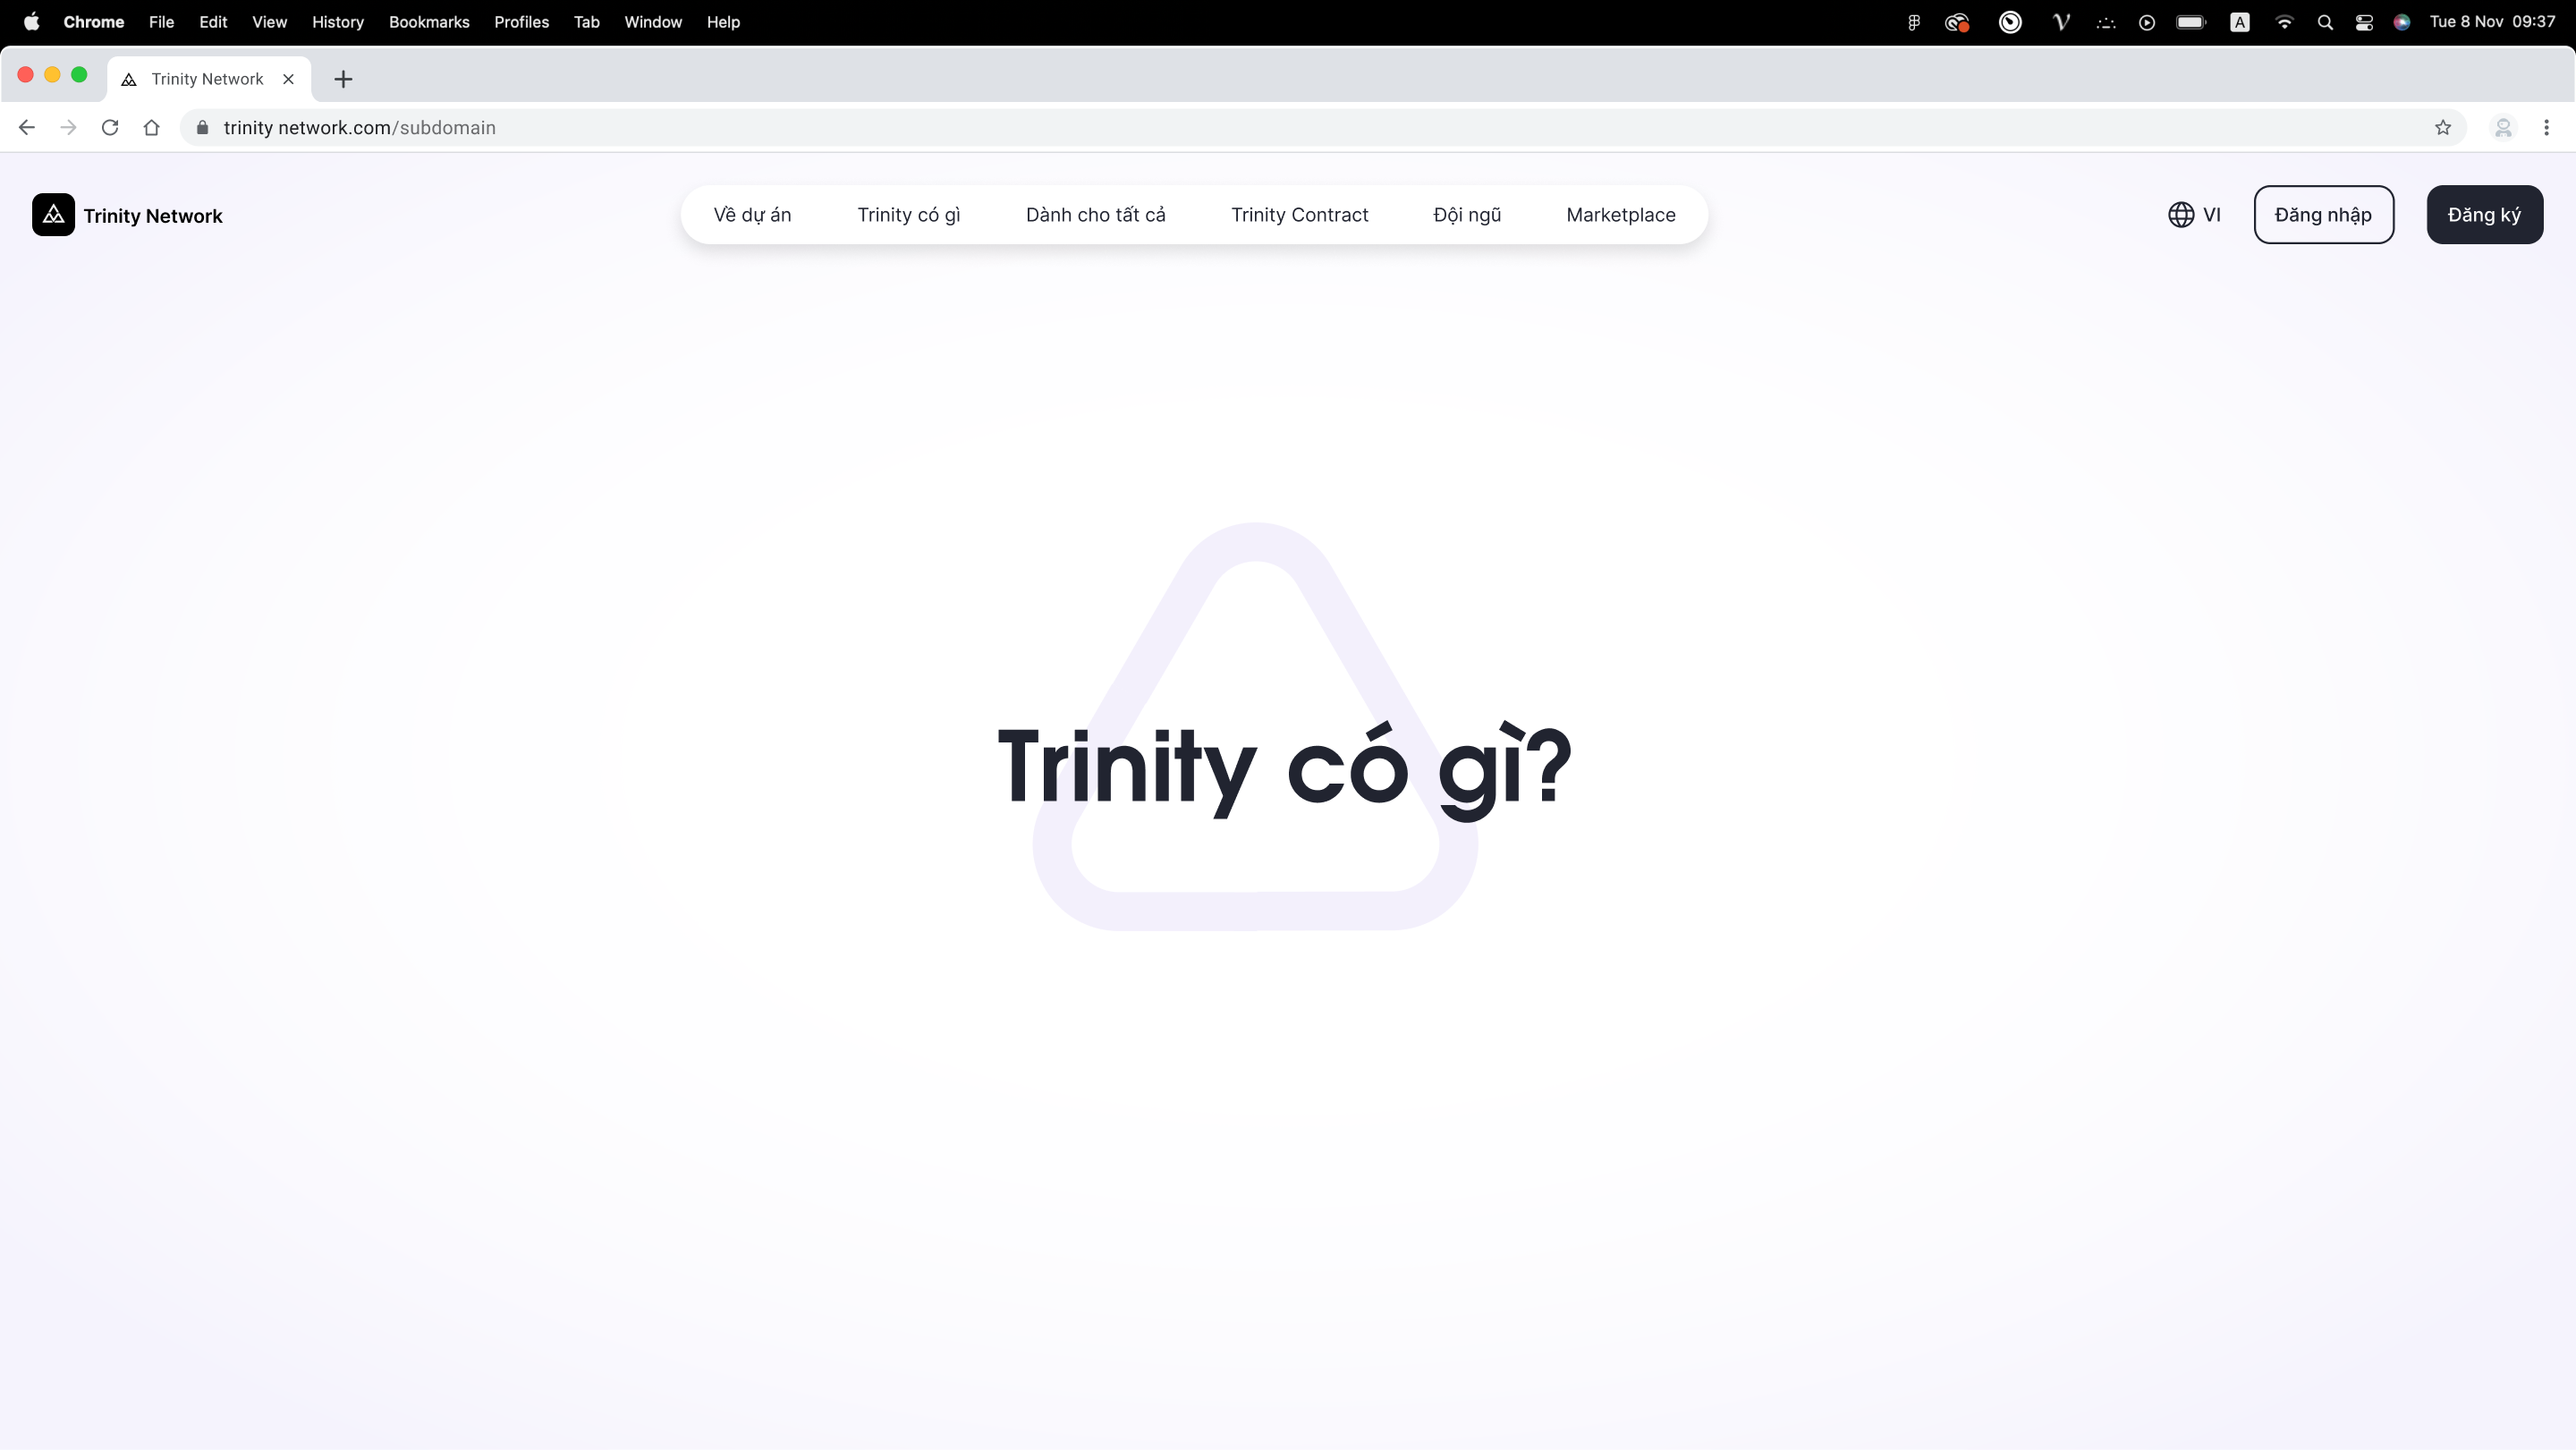 Chrome File Edit View History Bookmarks Profiles Tab Window Help A Tue 8 Nov 09:37
Trinity Network
trinity network.com/subdomain
Trinity Network Về dự án Trinity có gì Dành cho tất cả Trinity Contract Đội ngũ Marketplace VI Đăng nhập Đăng ký
Trinity có gì?